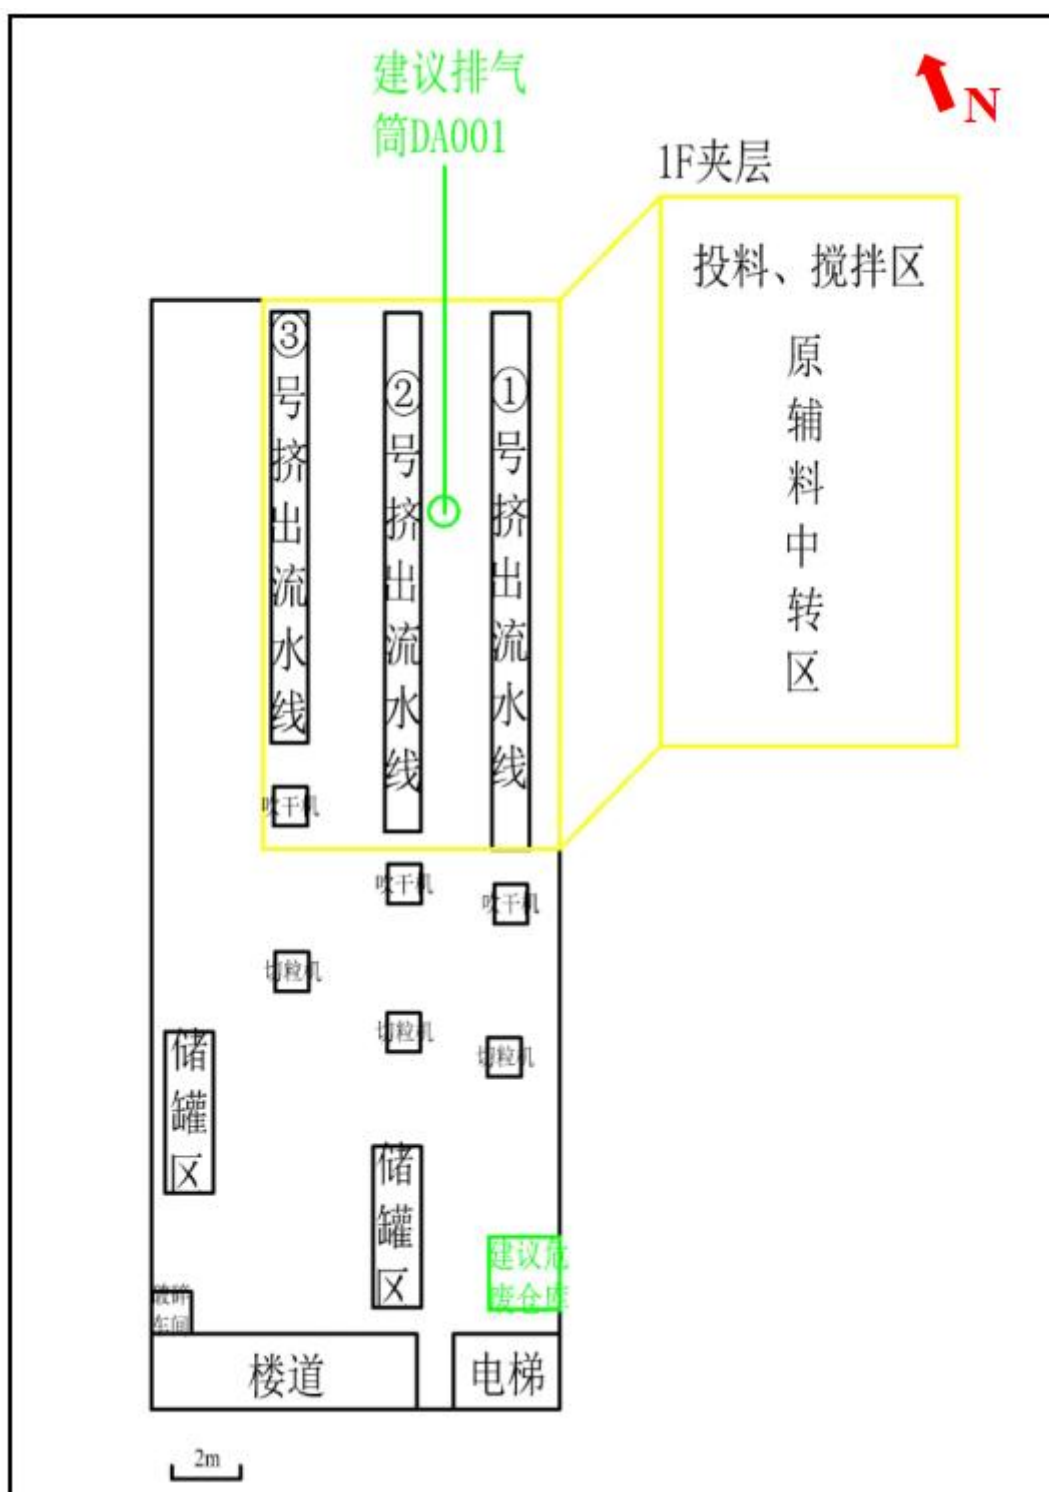 建议排气
筒DA001
N
1F夹层
投料、搅拌区
原辅料中转区
③号挤出流水线
②号挤出流水线
①号挤出流水线
吹干机
吹干机
吹干机
切粒机
切粒机
切粒机
储罐区
储罐区
建议危
废仓库
破碎
车间
楼道
电梯
2m